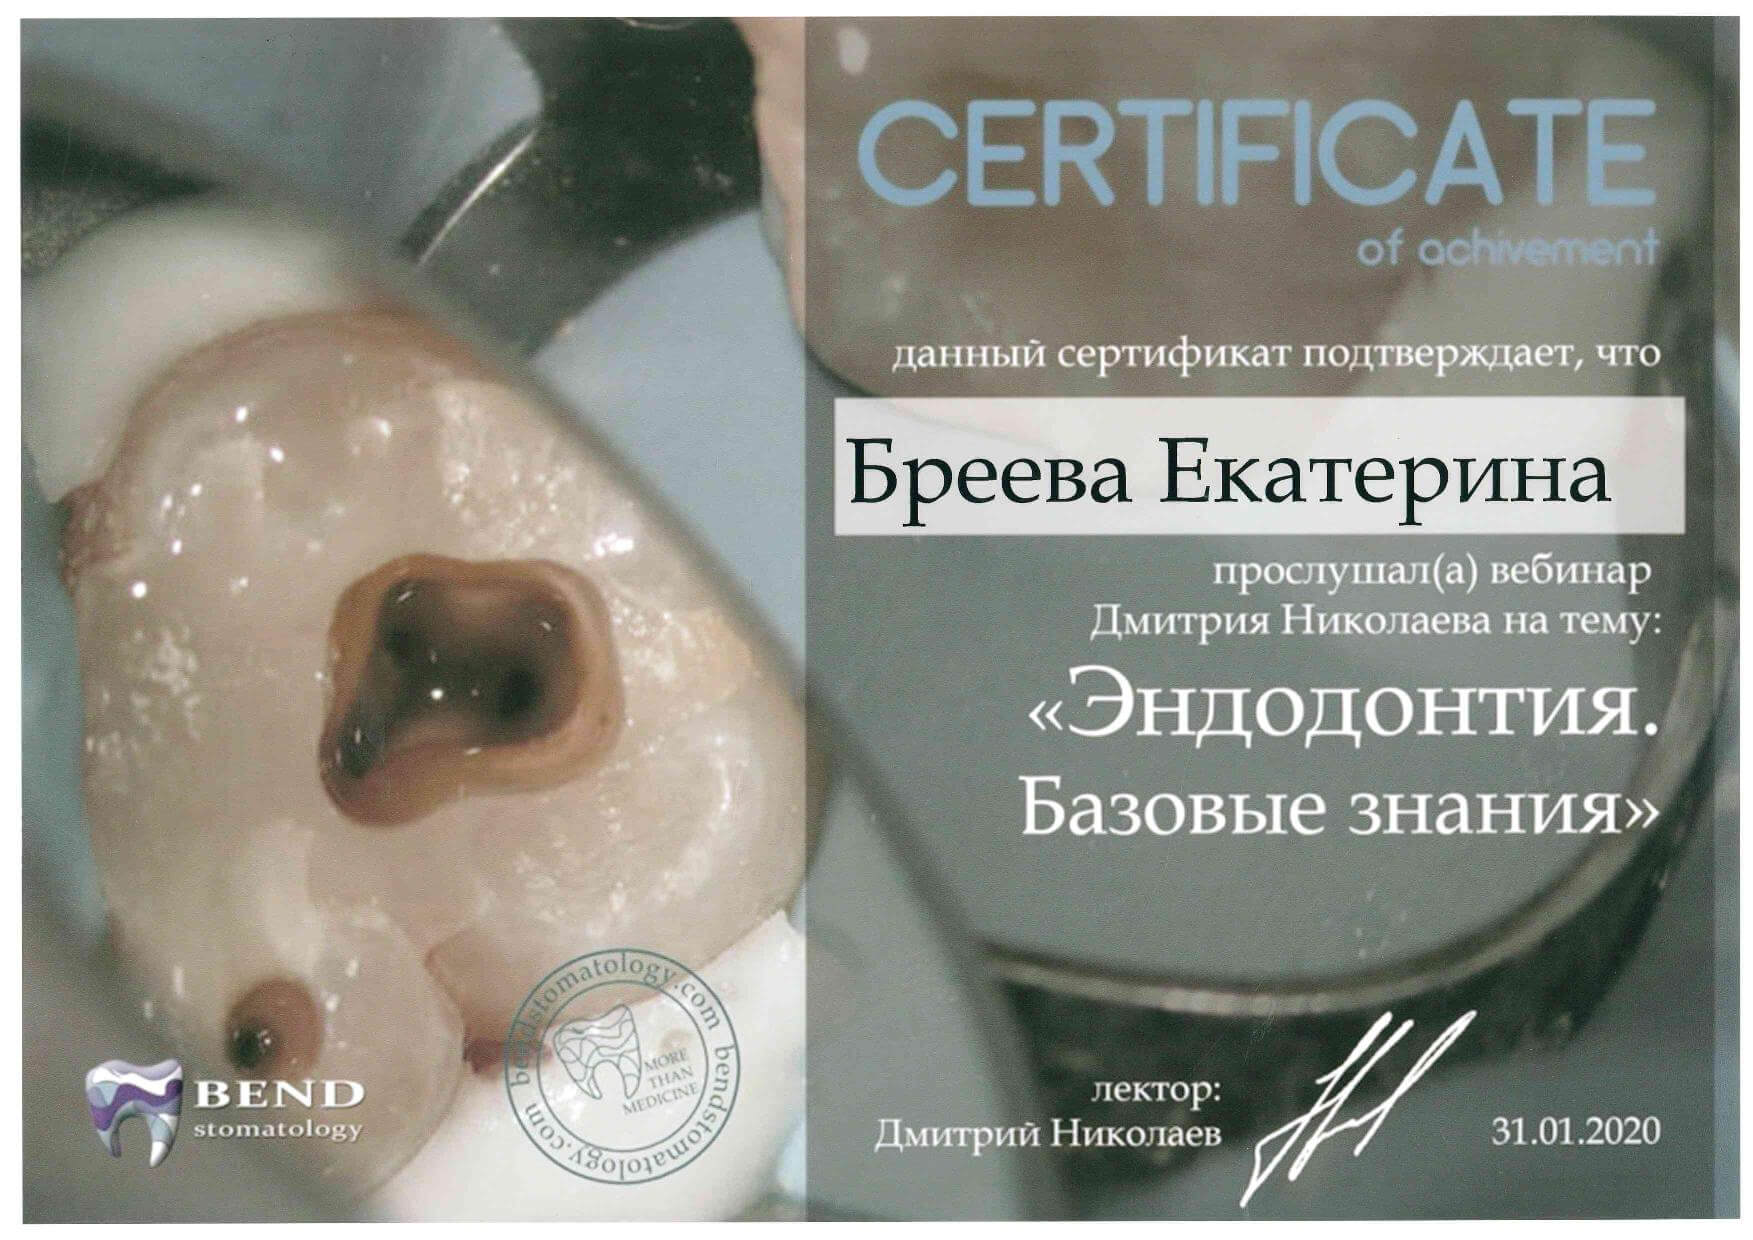 CERTIFICATE
of achivement
данный сертификат подтверждает, что
Бреева Екатерина
прослушал(а) вебинар
Дмитрия Николаева на тему:
«Эндодонтия.
Базовые знания»
лектор:
Дмитрий Николаев
31.01.2020
BEND
stomatology
bendstomatology.com bendstomatology.com
MORE
THAN
MEDICINE